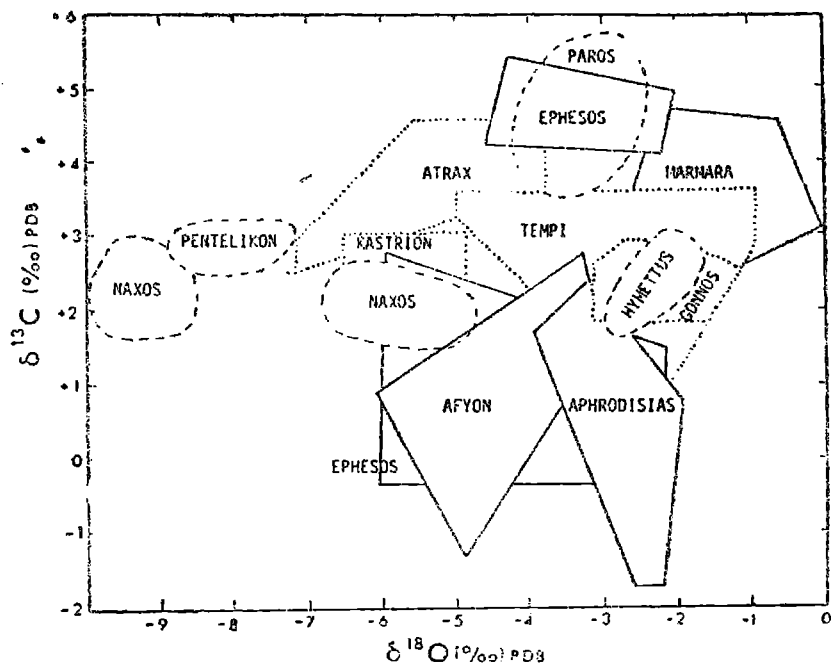 +6
PAROS
+5
EPHESOS
+4
ATRAX
MARMARA
+3
PENTELIKON
KASTRION
TEMPI
NAXOS
NAXOS
HYMETTUS
GONNOS
+2
+1
AFYON
APHRODISIAS
0
EPHESOS
-1
-2
-10
-9
-8
-7
-6
-5
-4
-3
-2
-1
0
δ13C (‰) PDB
δ18O (‰) PDB